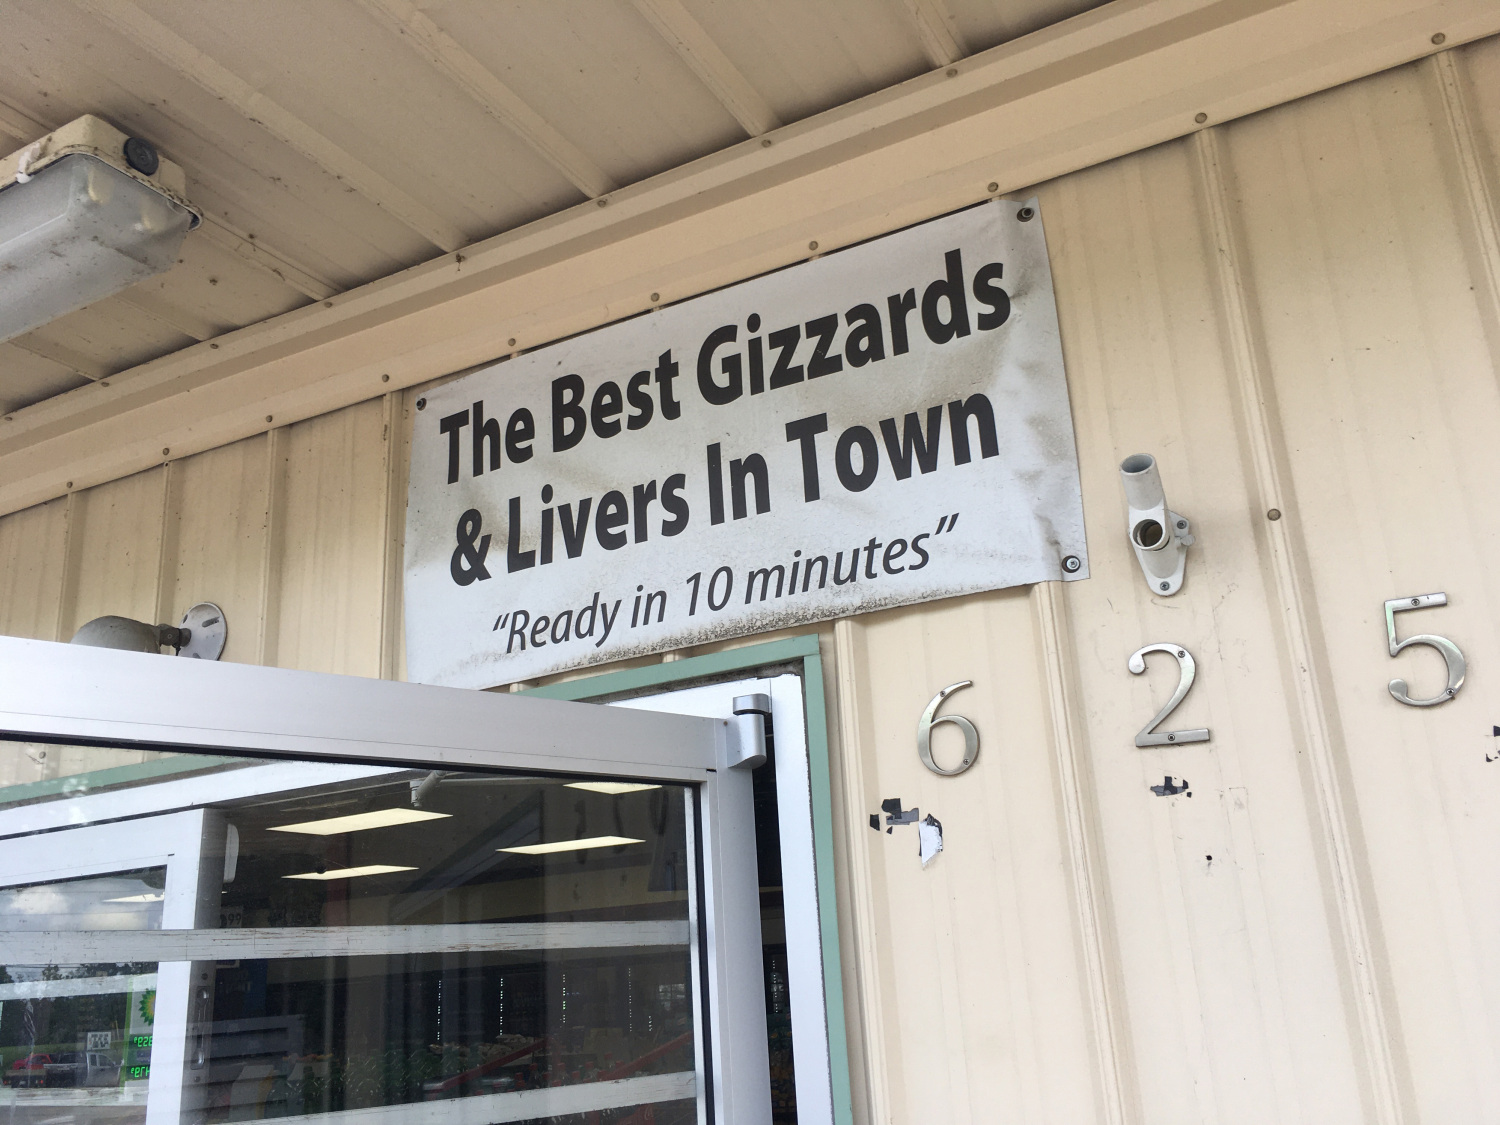 The Best Gizzards
& Livers In Town
“Ready in 10 minutes”
6 2 5